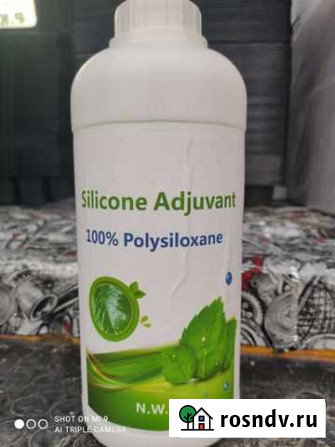 Silicone Adjuvant
100% Polysiloxane
N.W.
SHOT ON MI 9
AI TRIPLE CAMERA
rosndv.ru